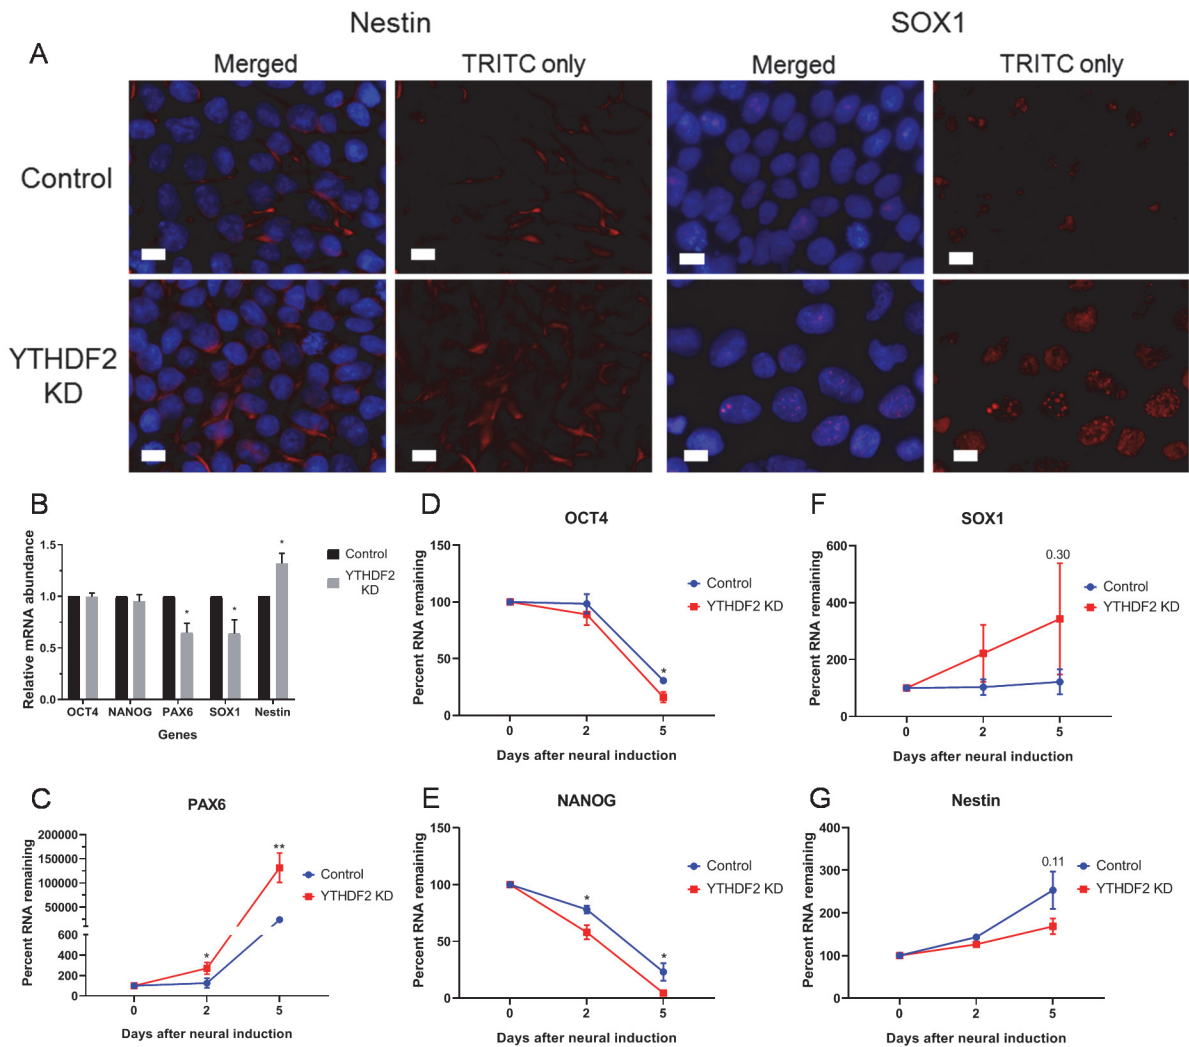 Nestin SOX1
A
Merged TRITC only Merged TRITC only
Control
YTHDF2
KD
B
Relative mRNA abundance
1.5
1.0
0.5
0.0
* * *
OCT4 NANOG PAX6 SOX1 Nestin
Genes
Control
YTHDF2
KD
D
OCT4
Percent RNA remaining
150
100
50
0
*
0 2 5
Days after neural induction
Control
YTHDF2 KD
F
SOX1
Percent RNA remaining
600
400
200
0
0.30
0 2 5
Days after neural induction
Control
YTHDF2 KD
C
PAX6
Percent RNA remaining
200000
150000
100000
50000
600
400
200
0
*
**
0 2 5
Days after neural induction
Control
YTHDF2 KD
E
NANOG
Percent RNA remaining
150
100
50
0
*
*
0 2 5
Days after neural induction
Control
YTHDF2 KD
G
Nestin
Percent RNA remaining
400
300
200
100
0
0.11
0 2 5
Days after neural induction
Control
YTHDF2 KD